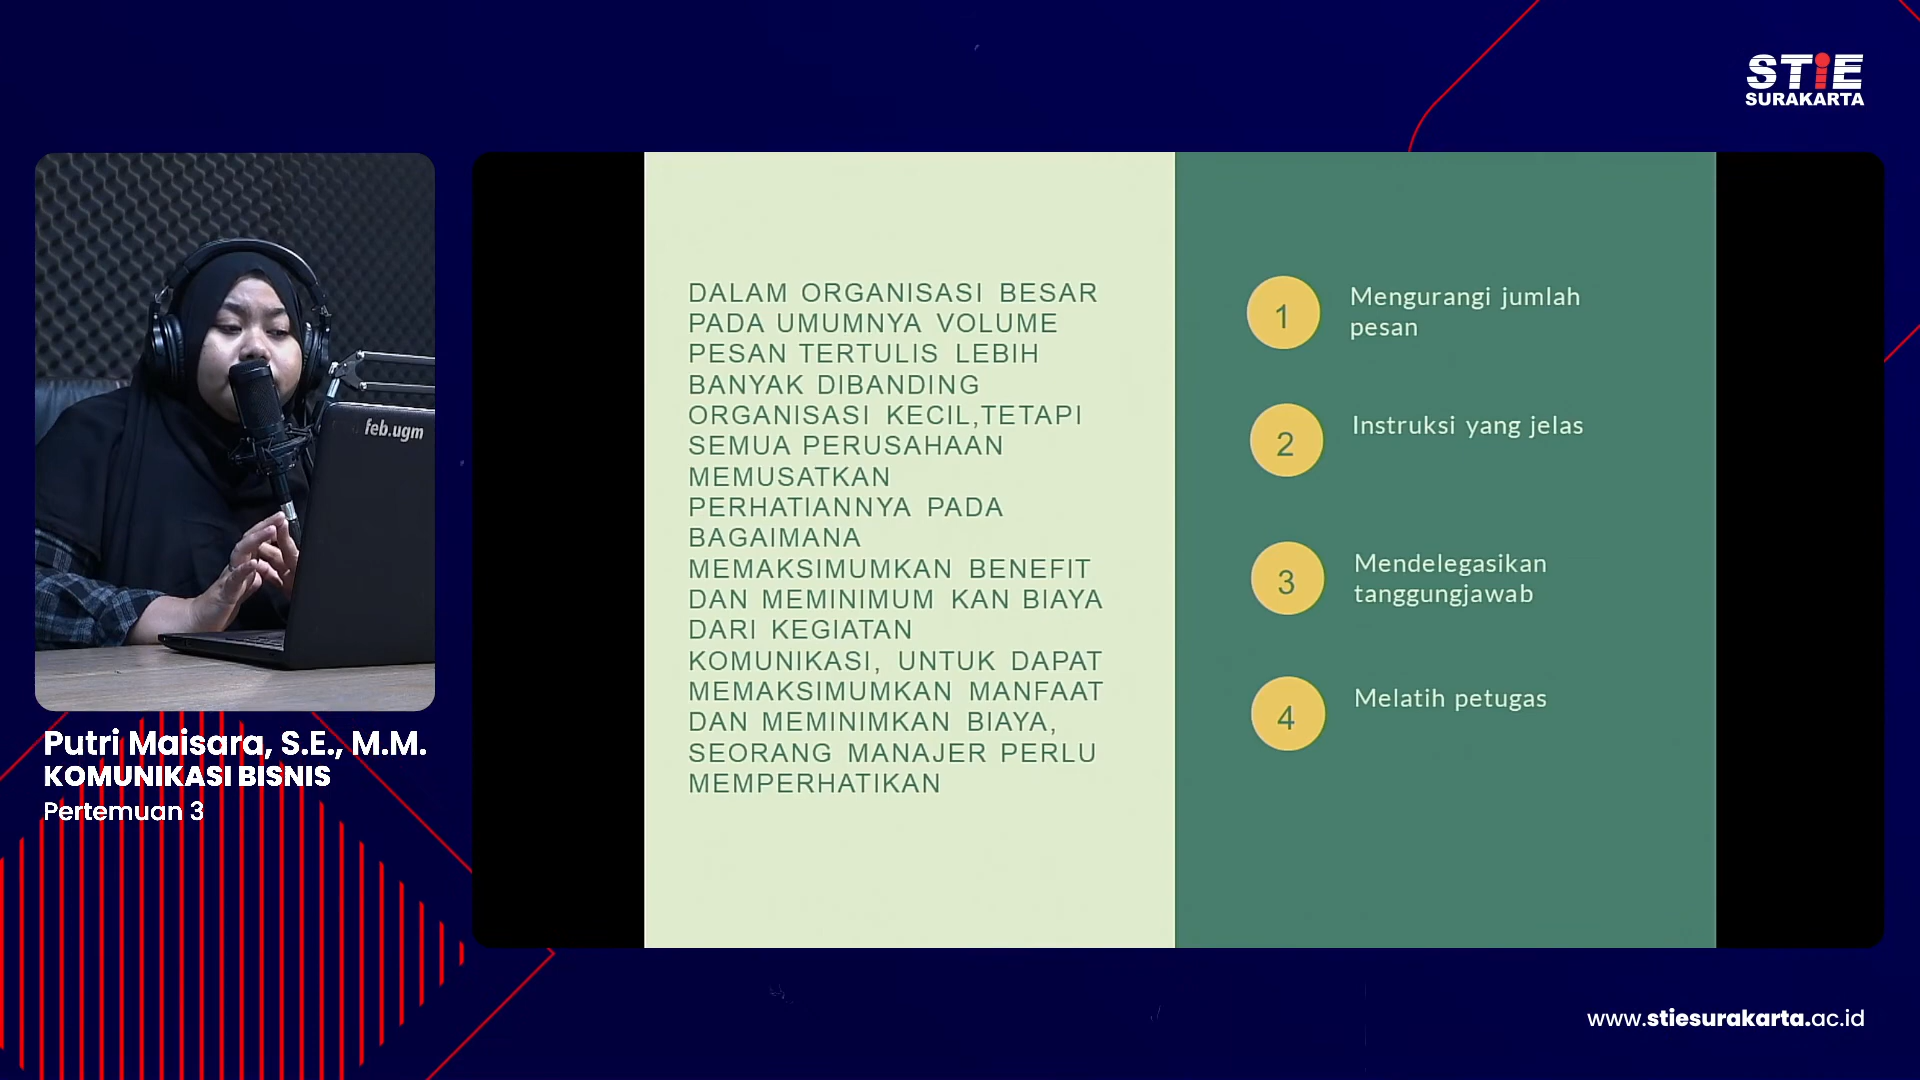 STiE
SURAKARTA
feb.ugm
Putri Maisara, S.E., M.M.
KOMUNIKASI BISNIS
Pertemuan 3
DALAM ORGANISASI BESAR
PADA UMUMNYA VOLUME
PESAN TERTULIS LEBIH
BANYAK DIBANDING
ORGANISASI KECIL,TETAPI
SEMUA PERUSAHAAN
MEMUSATKAN
PERHATIANNYA PADA
BAGAIMANA
MEMAKSIMUMKAN BENEFIT
DAN MEMINIMUM KAN BIAYA
DARI KEGIATAN
KOMUNIKASI, UNTUK DAPAT
MEMAKSIMUMKAN MANFAAT
DAN MEMINIMKAN BIAYA,
SEORANG MANAJER PERLU
MEMPERHATIKAN
1 Mengurangi jumlah
pesan
2 Instruksi yang jelas
3 Mendelegasikan
tanggungjawab
4 Melatih petugas
www.stiesurakarta.ac.id